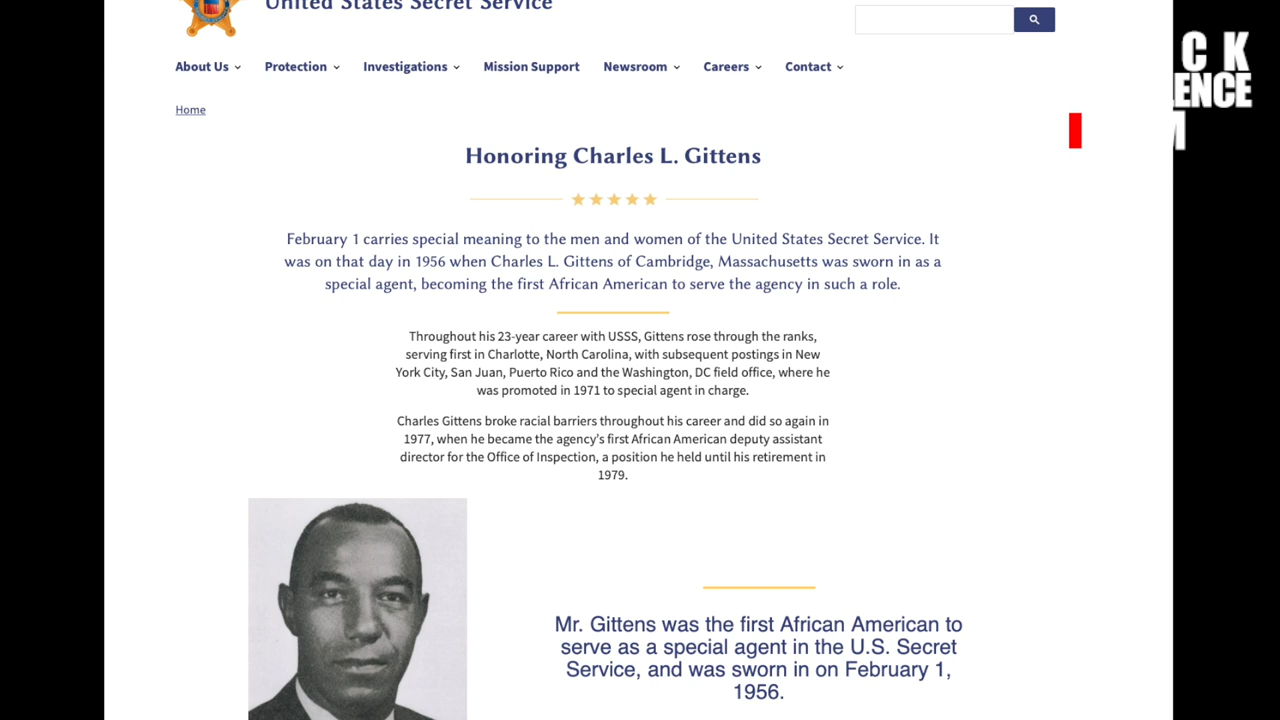 United States Secret Service
About Us
Protection
Investigations
Mission Support
Newsroom
Careers
Contact
Home
Honoring Charles L. Gittens
February 1 carries special meaning to the men and women of the United States Secret Service. It
was on that day in 1956 when Charles L. Gittens of Cambridge, Massachusetts was sworn in as a
special agent, becoming the first African American to serve the agency in such a role.
Throughout his 23-year career with USSS, Gittens rose through the ranks,
serving first in Charlotte, North Carolina, with subsequent postings in New
York City, San Juan, Puerto Rico and the Washington, DC field office, where he
was promoted in 1971 to special agent in charge.
Charles Gittens broke racial barriers throughout his career and did so again in
1977, when he became the agency's first African American deputy assistant
director for the Office of Inspection, a position he held until his retirement in
1979.
Mr. Gittens was the first African American to
serve as a special agent in the U.S. Secret
Service, and was sworn in on February 1,
1956.